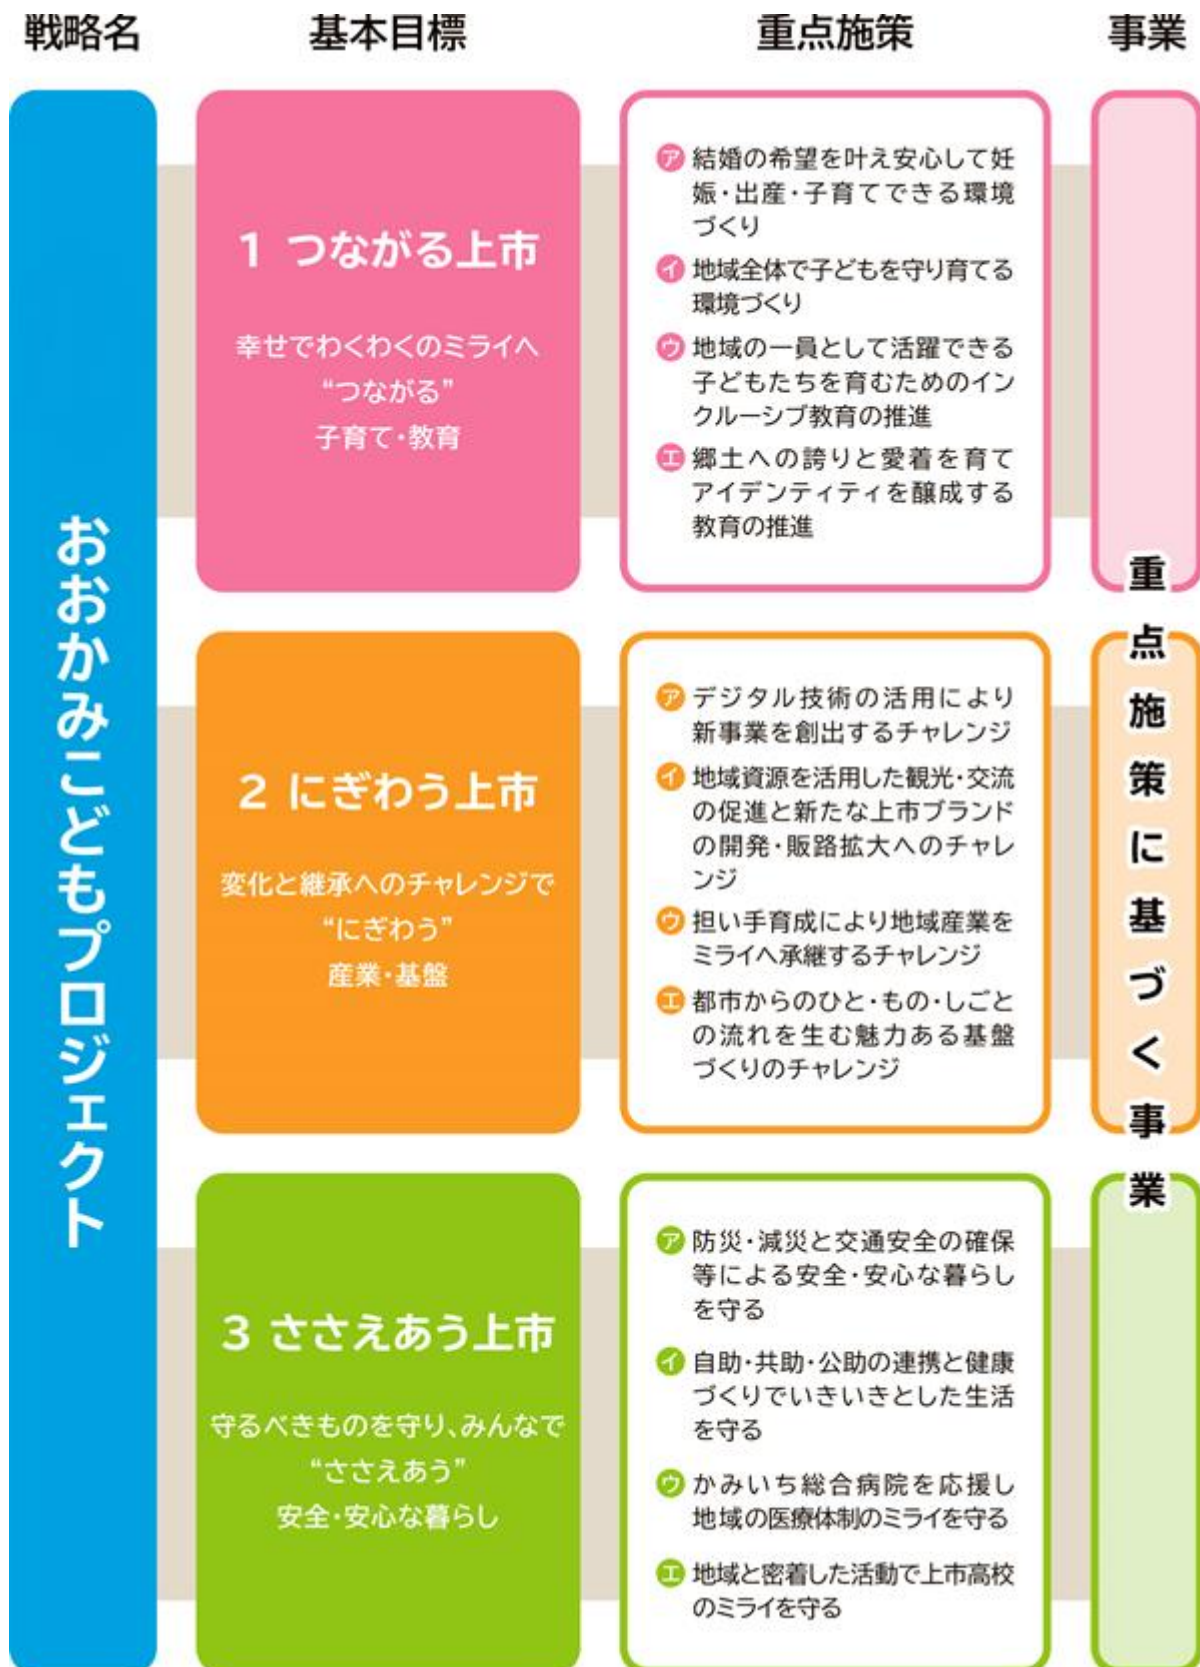 戦略名
基本目標
重点施策
事業
おおかみこどもプロジェクト
1 つながる上市
幸せでわくわくのミライへ
“つながる”
子育て・教育
ア 結婚の希望を叶え安心して妊
娠・出産・子育てできる環境
づくり
イ 地域全体で子どもを守り育てる
環境づくり
ウ 地域の一員として活躍できる
子どもたちを育むためのイン
クルーシブ教育の推進
エ 郷土への誇りと愛着を育て
アイデンティティを醸成する
教育の推進
2 にぎわう上市
変化と継承へのチャレンジで
“にぎわう”
産業・基盤
ア デジタル技術の活用により
新事業を創出するチャレンジ
イ 地域資源を活用した観光・交流
の促進と新たな上市ブランド
の開発・販路拡大へのチャレ
ンジ
ウ 担い手育成により地域産業を
ミライへ承継するチャレンジ
エ 都市からのひと・もの・しごと
の流れを生む魅力ある基盤
づくりのチャレンジ
3 ささえあう上市
守るべきものを守り、みんなで
“ささえあう”
安全・安心な暮らし
ア 防災・減災と交通安全の確保
等による安全・安心な暮らし
を守る
イ 自助・共助・公助の連携と健康
づくりでいきいきとした生活
を守る
ウ かみいち総合病院を応援し
地域の医療体制のミライを守る
エ 地域と密着した活動で上市高校
のミライを守る
重点施策に基づく事業